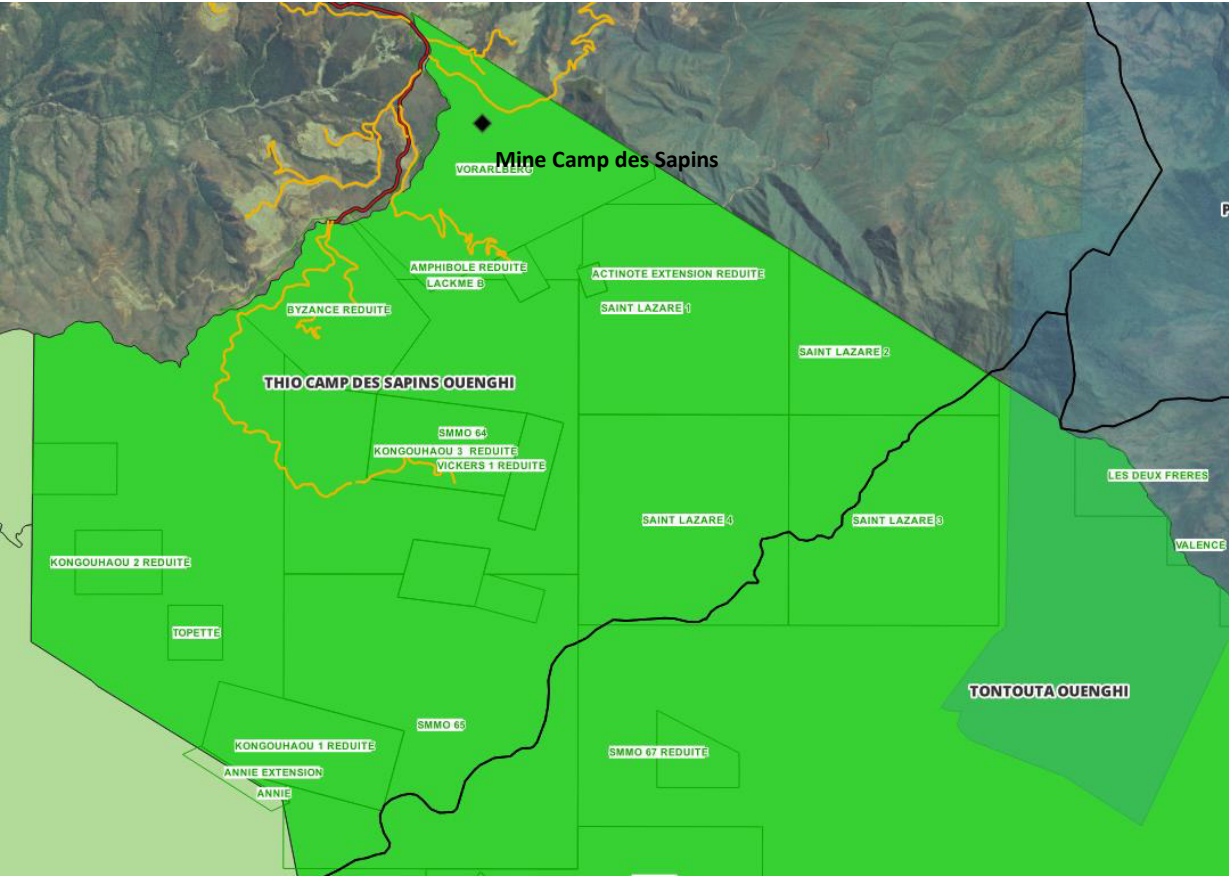 Mine Camp des Sapins
VORARLBERG
P
AMPHIBOLE REDUITE
LACKME B
ACTINOTE EXTENSION REDUITE
BYZANCE REDUITE
SAINT LAZARE 1
SAINT LAZARE 2
THIO CAMP DES SAPINS OUENGHI
SMMO 64
KONGOUHAOU 3 REDUITE
VICKERS 1 REDUITE
LES DEUX FRERES
SAINT LAZARE 4
SAINT LAZARE 3
VALENCE
KONGOUHAOU 2 REDUITE
TOPETTE
TONTOUTA OUENGHI
SMMO 65
KONGOUHAOU 1 REDUITE
SMMO 67 REDUITE
ANNIE EXTENSION
ANNIE